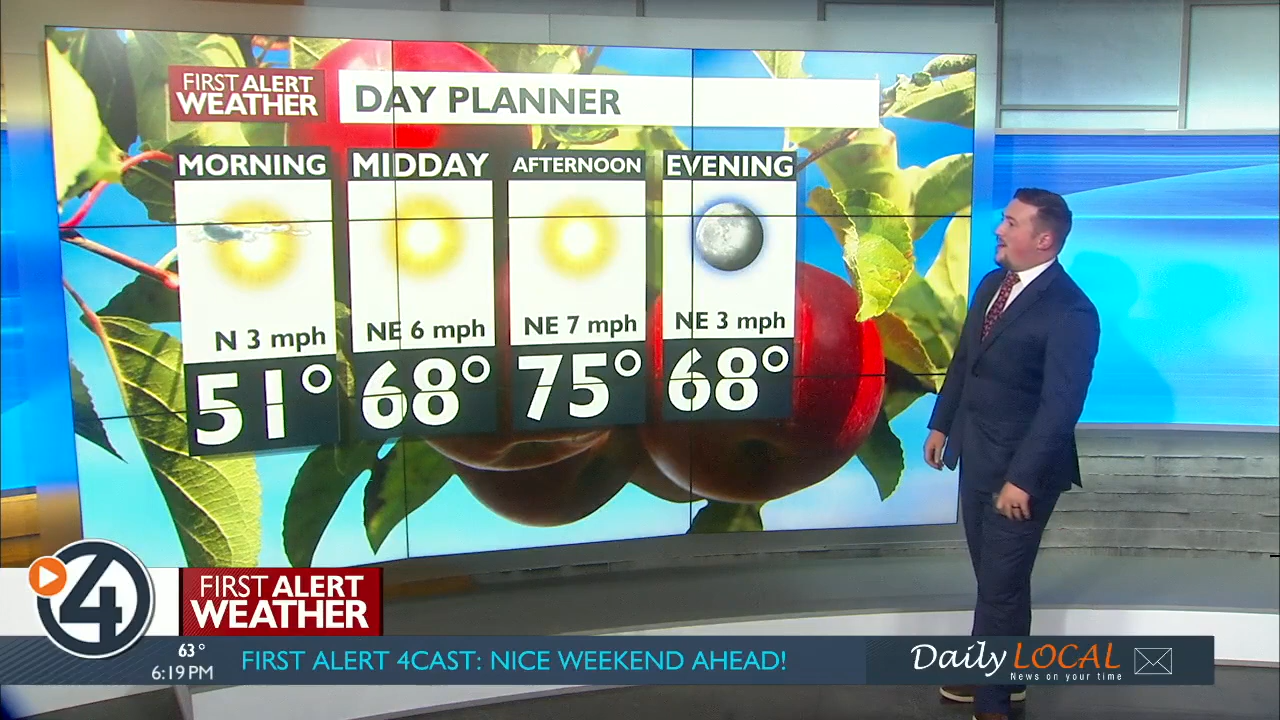 FIRST ALERT
WEATHER
DAY PLANNER
MORNING
N 3 mph
51°
MIDDAY
NE 6 mph
68°
AFTERNOON
NE 7 mph
75°
EVENING
NE 3 mph
68°
4
FIRST ALERT
WEATHER
63°
6:19 PM
FIRST ALERT 4CAST: NICE WEEKEND AHEAD!
Daily LOCAL
News on your time